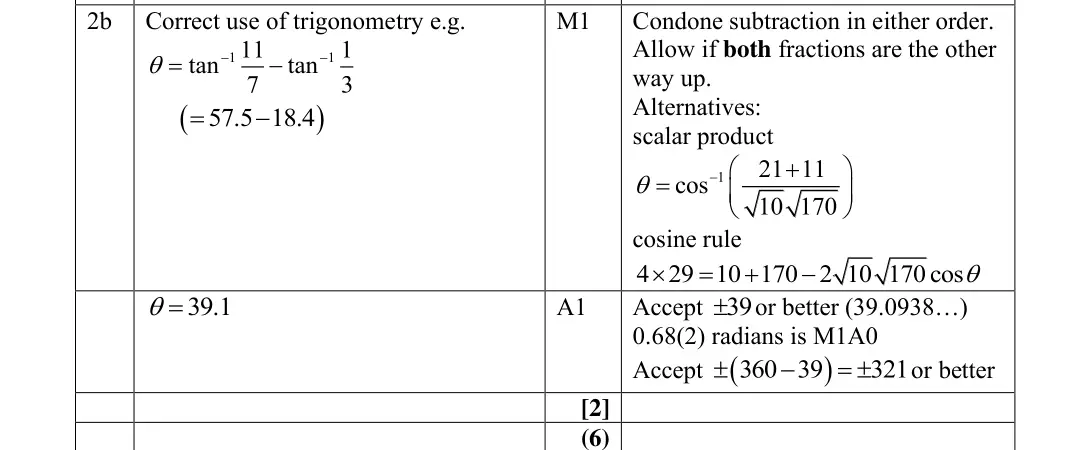 2b Correct use of trigonometry e.g. M1 Condone subtraction in either order.
Allow if both fractions are the other
way up.
θ = tan⁻¹ 11/7 − tan⁻¹ 1/3
(= 57.5 − 18.4)
Alternatives:
scalar product
θ = cos⁻¹((21+11)/(√10√170))
cosine rule
4×29 = 10+170−2√10√170 cosθ
θ = 39.1 A1 Accept ±39 or better (39.0938…)
0.68(2) radians is M1A0
Accept ±(360−39) = ±321 or better
[2]
(6)